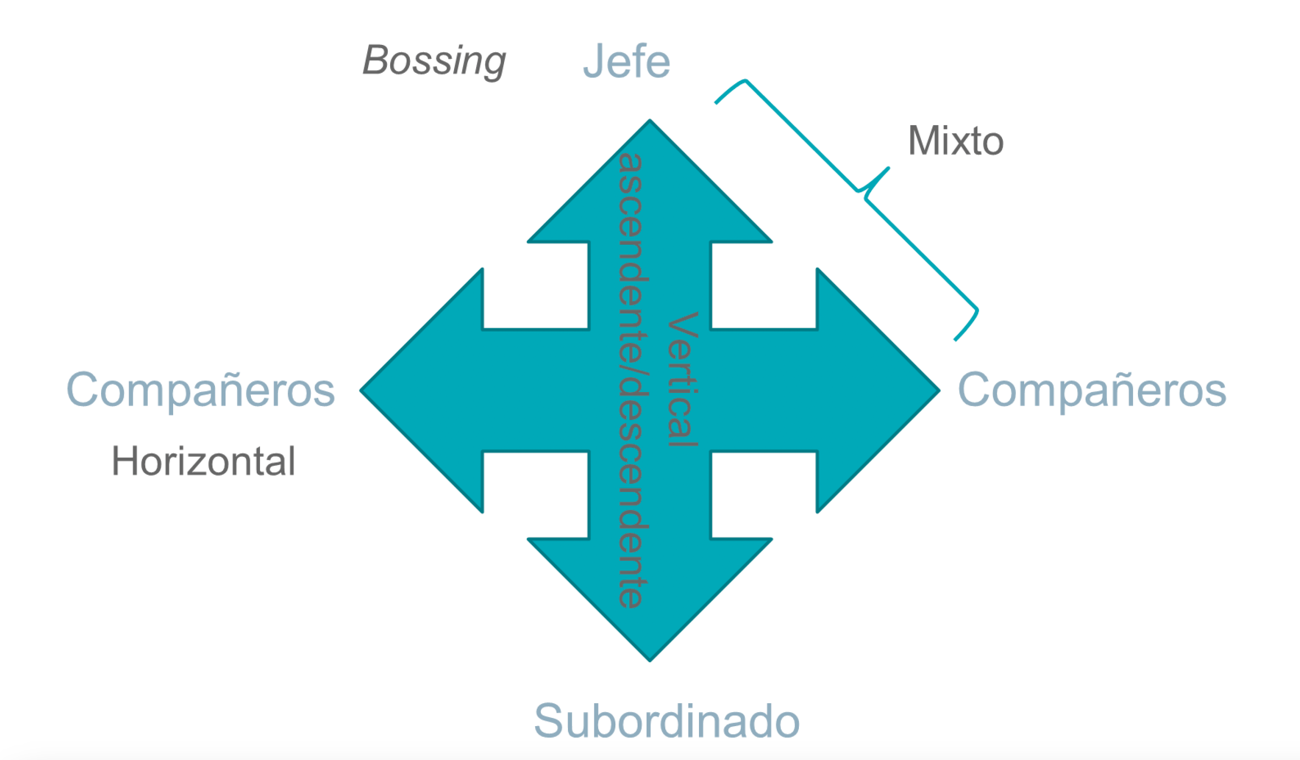 Bossing
Jefe
Mixto
Vertical
ascendente/descendente
Compañeros
Compañeros
Horizontal
Subordinado